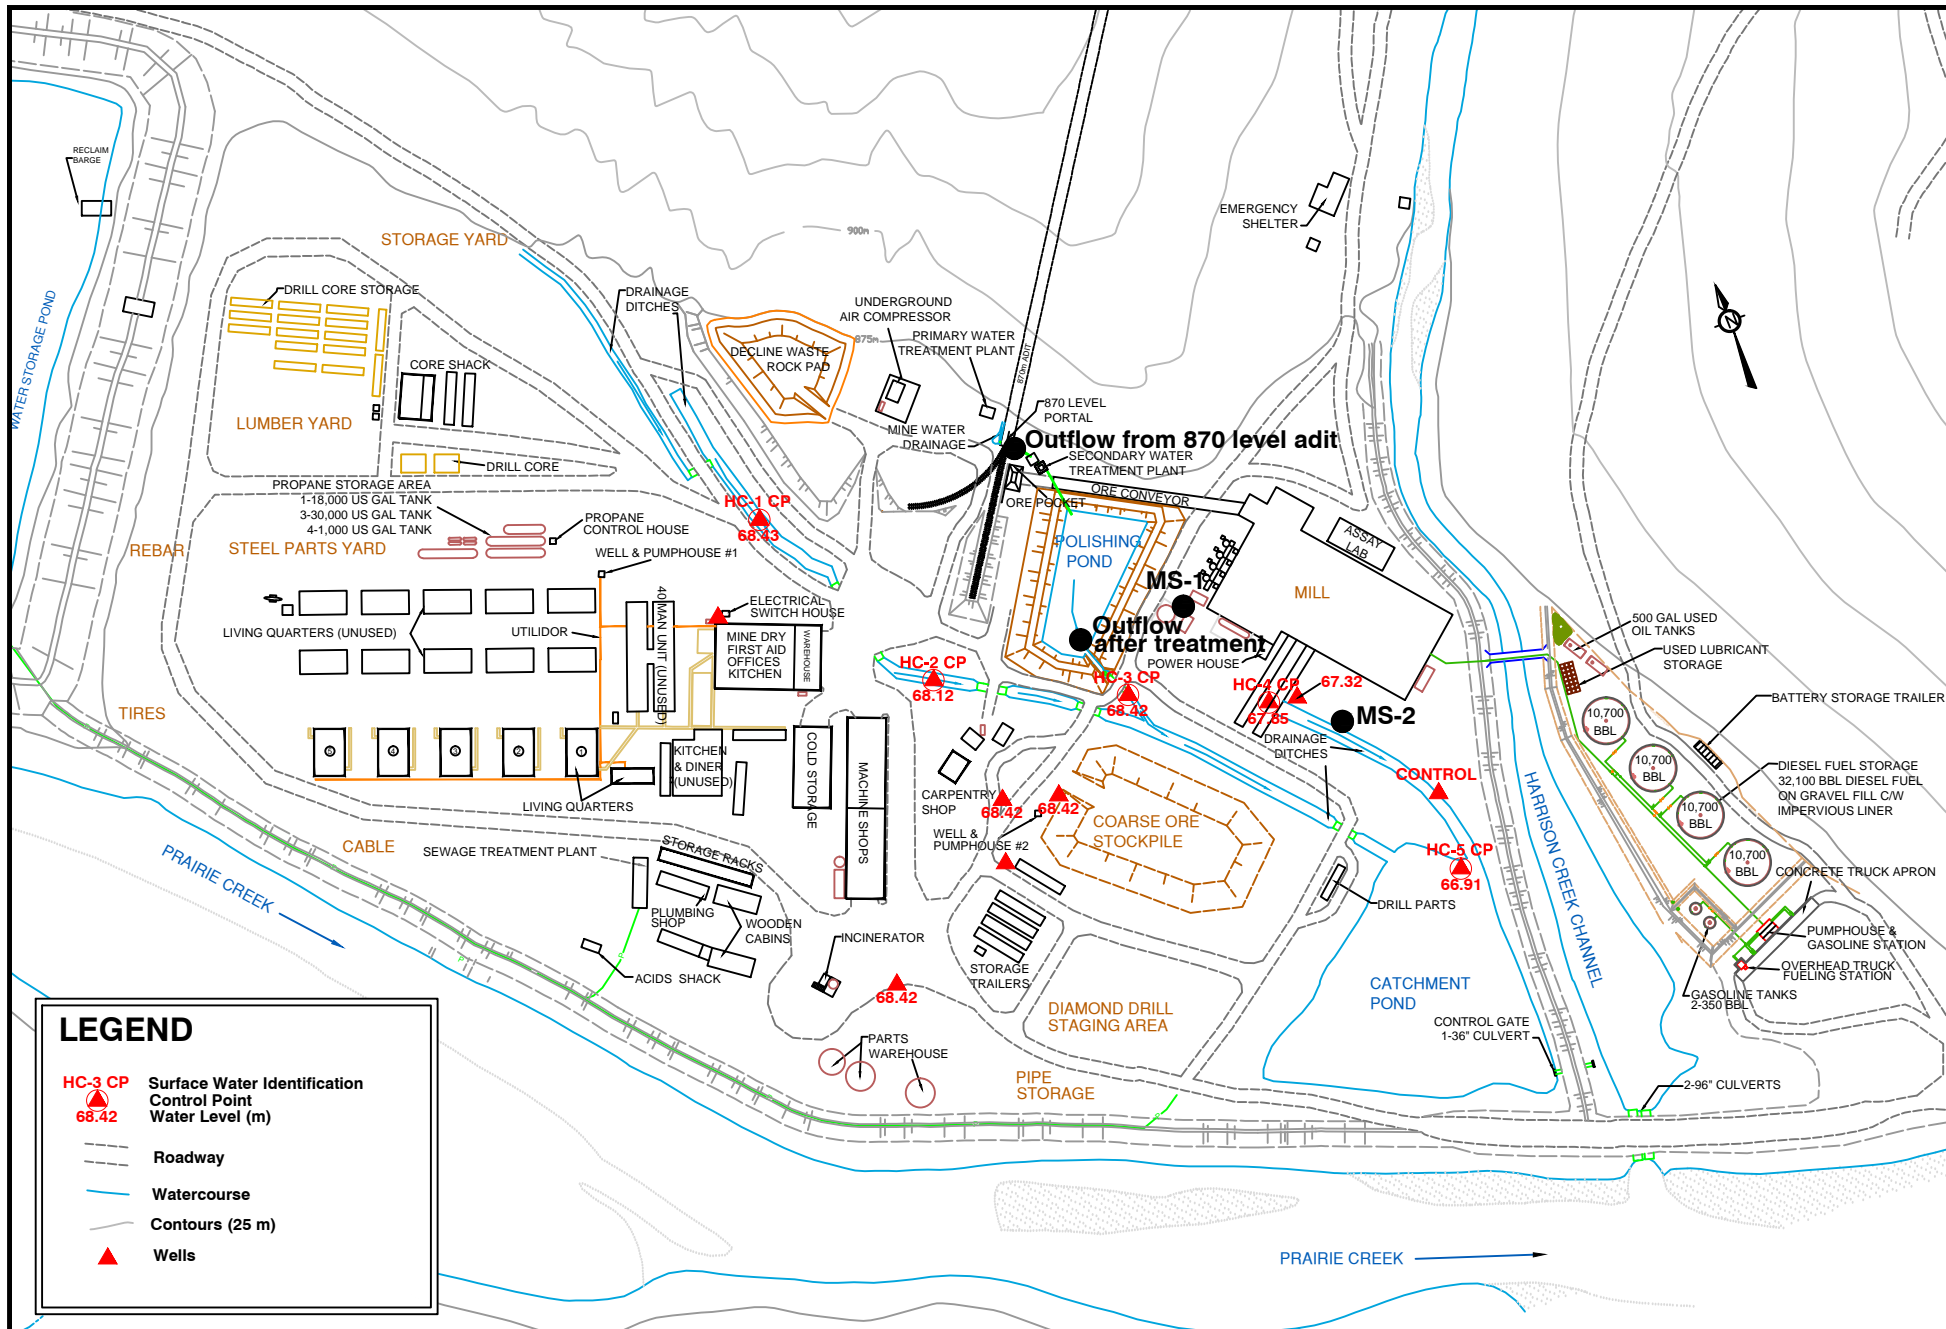 RECLAIM
BARGE
WATER STORAGE POND
STORAGE YARD
DRILL CORE STORAGE
DRAINAGE
DITCHES
CORE SHACK
LUMBER YARD
DRILL CORE
PROPANE STORAGE AREA
1-18,000 US GAL TANK
3-30,000 US GAL TANK
4-1,000 US GAL TANK
PROPANE
CONTROL HOUSE
REBAR
STEEL PARTS YARD
WELL & PUMPHOUSE #1
HC-1 CP
68.43
DECLINE WASTE
ROCK PAD
UNDERGROUND
AIR COMPRESSOR
PRIMARY WATER
TREATMENT PLANT
900m
875m
870m ADIT
870 LEVEL
PORTAL
MINE WATER
DRAINAGE
Outflow from 870 level adit
SECONDARY WATER
TREATMENT PLANT
ORE POCKET
ORE CONVEYOR
EMERGENCY
SHELTER
N
ASSAY
LAB
MILL
POLISHING
POND
MS-1
Outflow
after treatment
POWER HOUSE
HC-2 CP
68.12
HC-3 CP
68.42
HC-4 CP
67.85
67.32
MS-2
DRAINAGE
DITCHES
CONTROL
HC-5 CP
66.91
ELECTRICAL
SWITCH HOUSE
40 MAN UNIT (UNUSED)
MINE DRY
FIRST AID
OFFICES
KITCHEN
WAREHOUSE
LIVING QUARTERS (UNUSED)
UTILIDOR
TIRES
5
4
3
2
1
LIVING QUARTERS
KITCHEN
& DINER
(UNUSED)
COLD STORAGE
MACHINE SHOPS
CARPENTRY
SHOP
68.42
68.42
WELL &
PUMPHOUSE #2
COARSE ORE
STOCKPILE
CABLE
PRAIRIE CREEK
SEWAGE TREATMENT PLANT
STORAGE RACKS
PLUMBING
SHOP
WOODEN
CABINS
ACIDS SHACK
INCINERATOR
68.42
STORAGE
TRAILERS
PARTS
WAREHOUSE
DIAMOND DRILL
STAGING AREA
PIPE
STORAGE
DRILL PARTS
CATCHMENT
POND
CONTROL GATE
1-36" CULVERT
HARRISON CREEK CHANNEL
500 GAL USED
OIL TANKS
USED LUBRICANT
STORAGE
BATTERY STORAGE TRAILER
10,700
BBL
10,700
BBL
10,700
BBL
10,700
BBL
DIESEL FUEL STORAGE
32,100 BBL DIESEL FUEL
ON GRAVEL FILL C/W
IMPERVIOUS LINER
CONCRETE TRUCK APRON
PUMPHOUSE &
GASOLINE STATION
OVERHEAD TRUCK
FUELING STATION
GASOLINE TANKS
2-350 BBL
2-96" CULVERTS
PRAIRIE CREEK
LEGEND
HC-3 CP
68.42
Surface Water Identification
Control Point
Water Level (m)
Roadway
Watercourse
Contours (25 m)
Wells